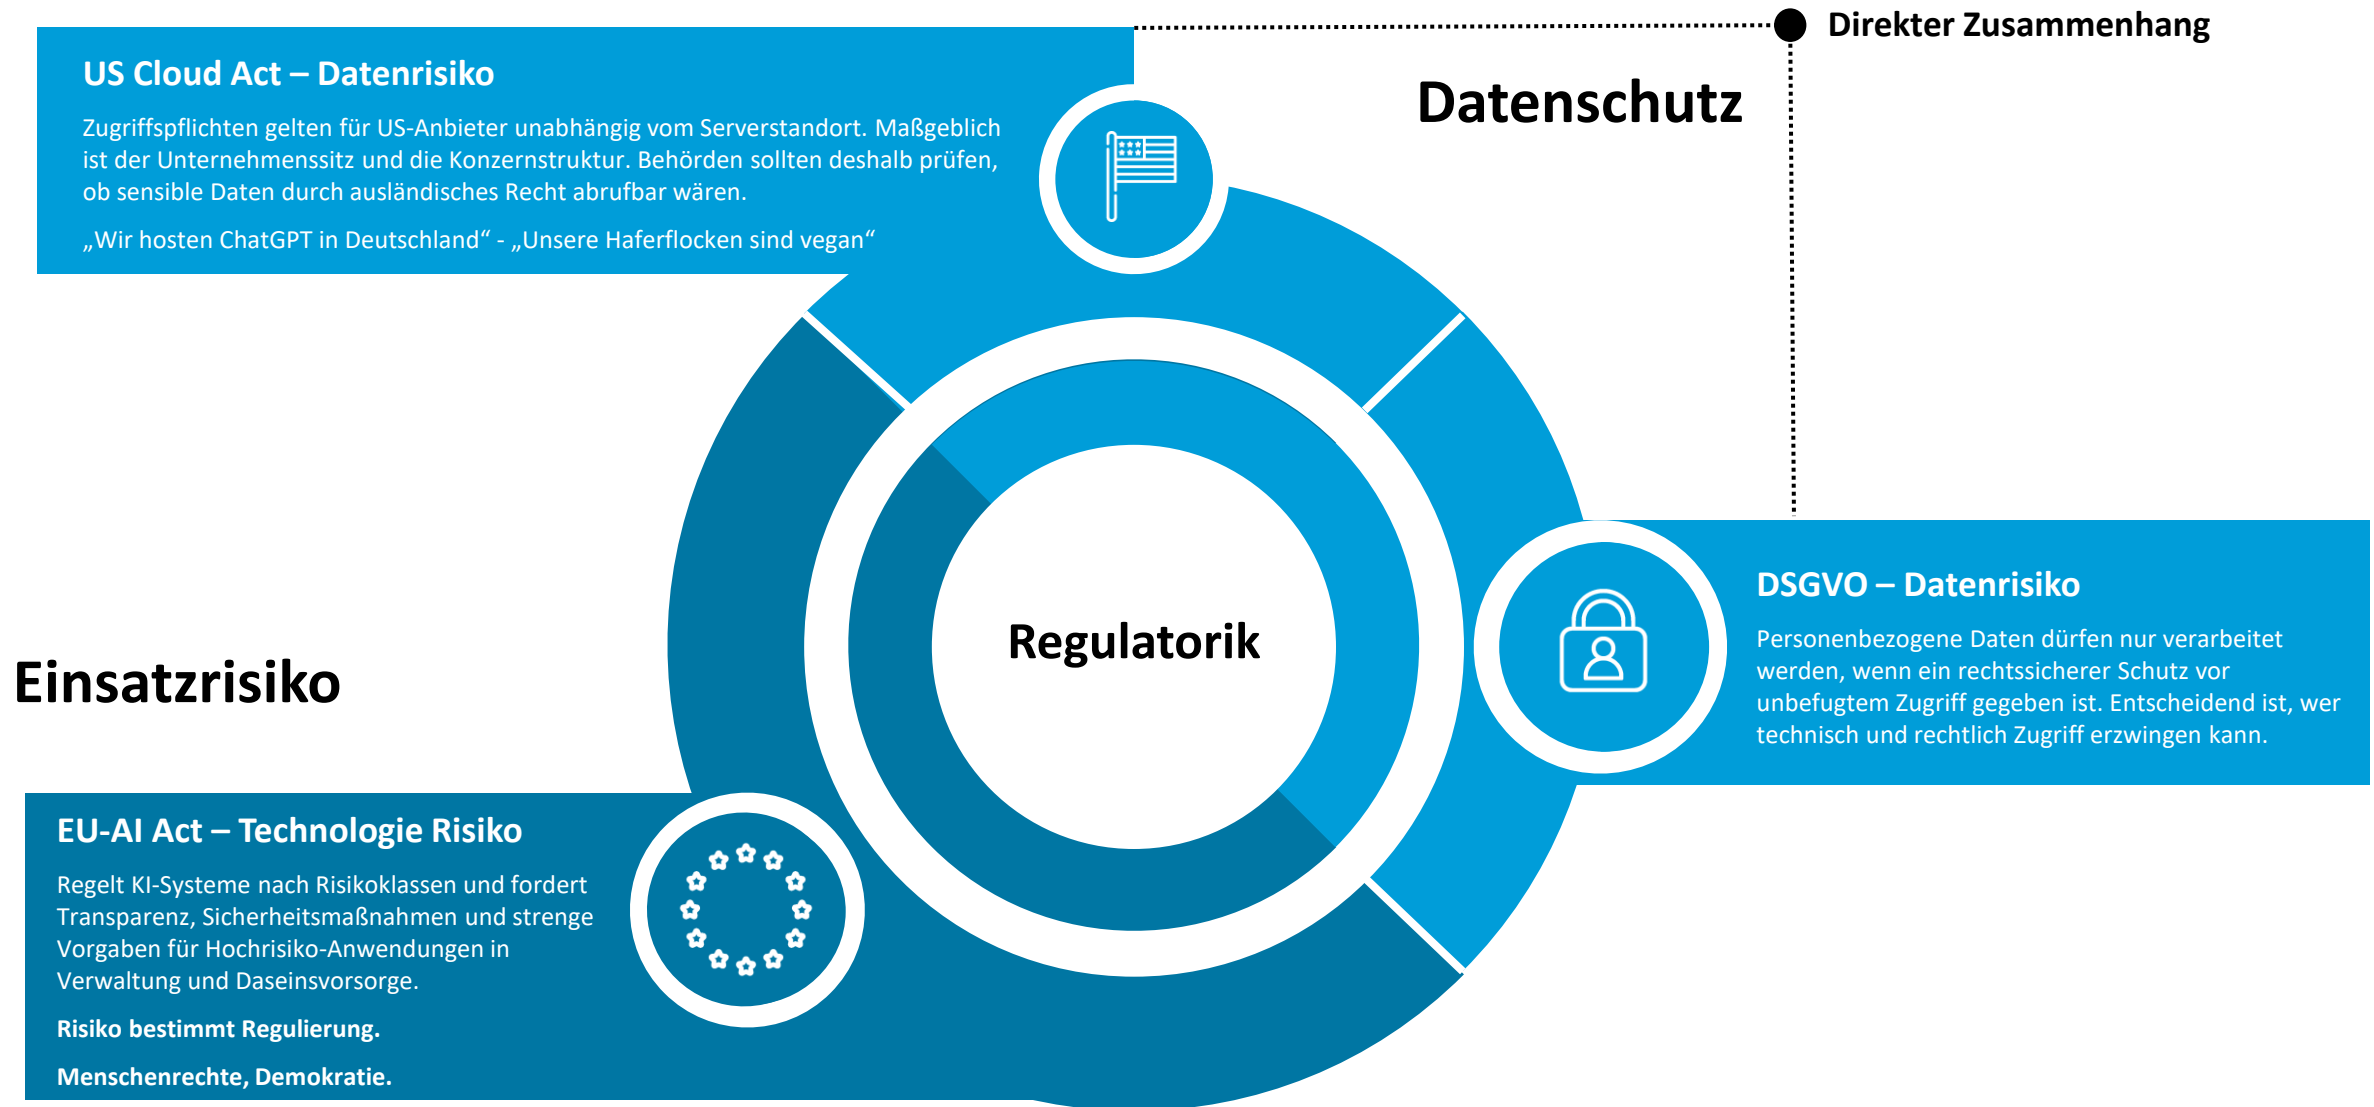 Direkter Zusammenhang
US Cloud Act – Datenrisiko
Zugriffspflichten gelten für US-Anbieter unabhängig vom Serverstandort. Maßgeblich
ist der Unternehmenssitz und die Konzernstruktur. Behörden sollten deshalb prüfen,
ob sensible Daten durch ausländisches Recht abrufbar wären.
„Wir hosten ChatGPT in Deutschland“ - „Unsere Haferflocken sind vegan“
Datenschutz
DSGVO – Datenrisiko
Personenbezogene Daten dürfen nur verarbeitet
werden, wenn ein rechtssicherer Schutz vor
unbefugtem Zugriff gegeben ist. Entscheidend ist, wer
technisch und rechtlich Zugriff erzwingen kann.
Regulatorik
Einsatzrisiko
EU-AI Act – Technologie Risiko
Regelt KI-Systeme nach Risikoklassen und fordert
Transparenz, Sicherheitsmaßnahmen und strenge
Vorgaben für Hochrisiko-Anwendungen in
Verwaltung und Daseinsvorsorge.
Risiko bestimmt Regulierung.
Menschenrechte, Demokratie.